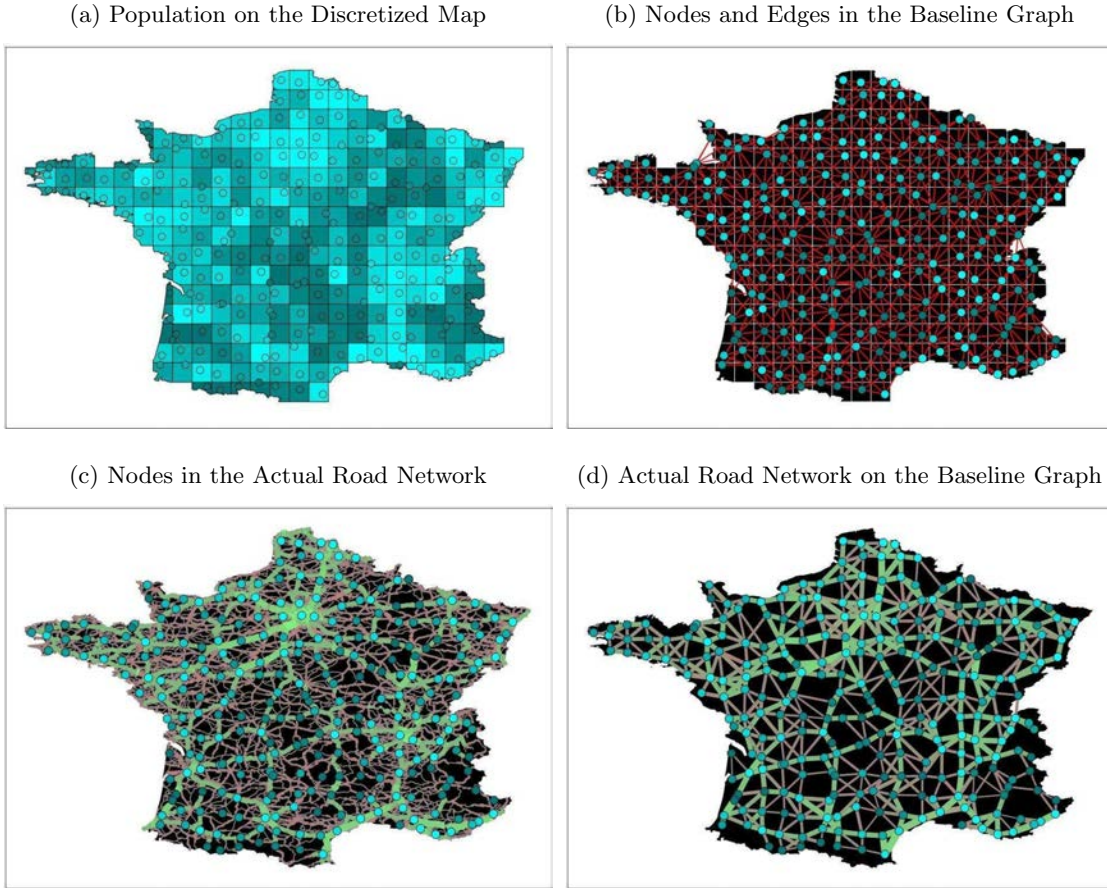 (a) Population on the Discretized Map
(b) Nodes and Edges in the Baseline Graph
(c) Nodes in the Actual Road Network
(d) Actual Road Network on the Baseline Graph